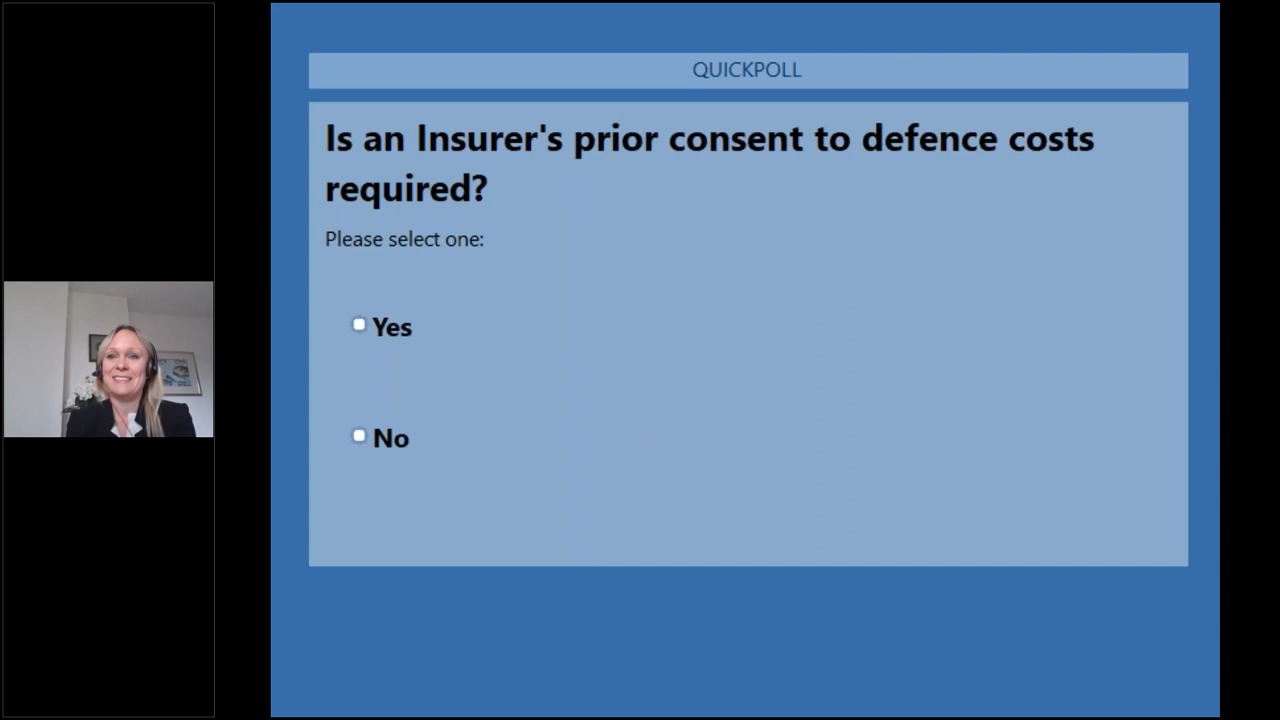 QUICKPOLL
Is an Insurer's prior consent to defence costs
required?
Please select one:
Yes
No